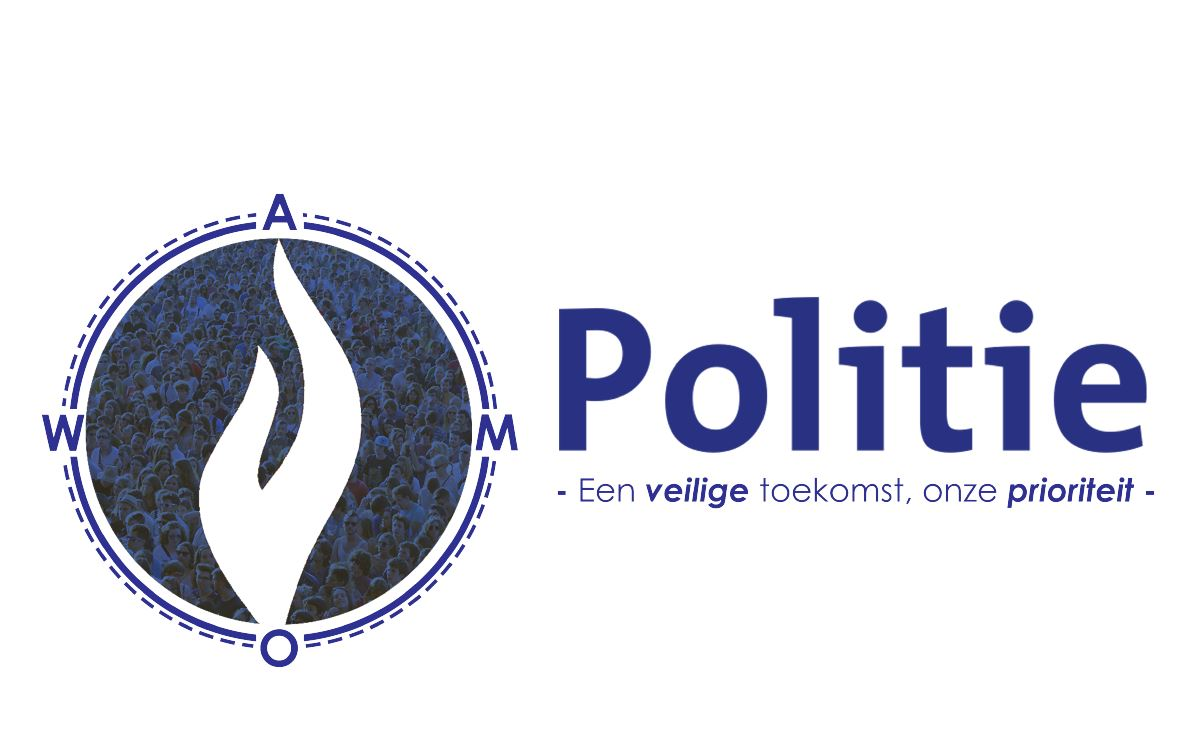 A
W M
O
Politie
- Een veilige toekomst, onze prioriteit -